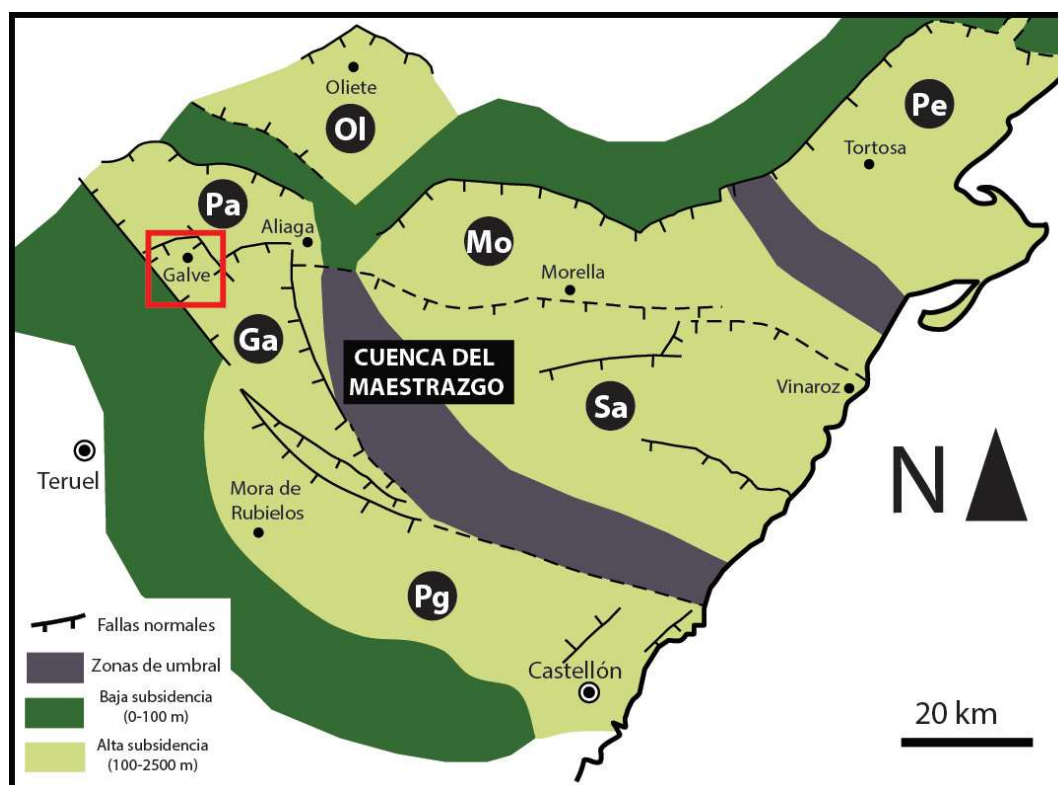 Oliete
Ol
Pe
Tortosa
Pa
Aliaga
Mo
Galve
Morella
Ga
CUENCA DEL
MAESTRAZGO
Sa
Vinaroz
Teruel
N
Mora de
Rubielos
Pg
Fallas normales
Zonas de umbral
Castellón
Baja subsidencia
(0-100 m)
20 km
Alta subsidencia
(100-2500 m)